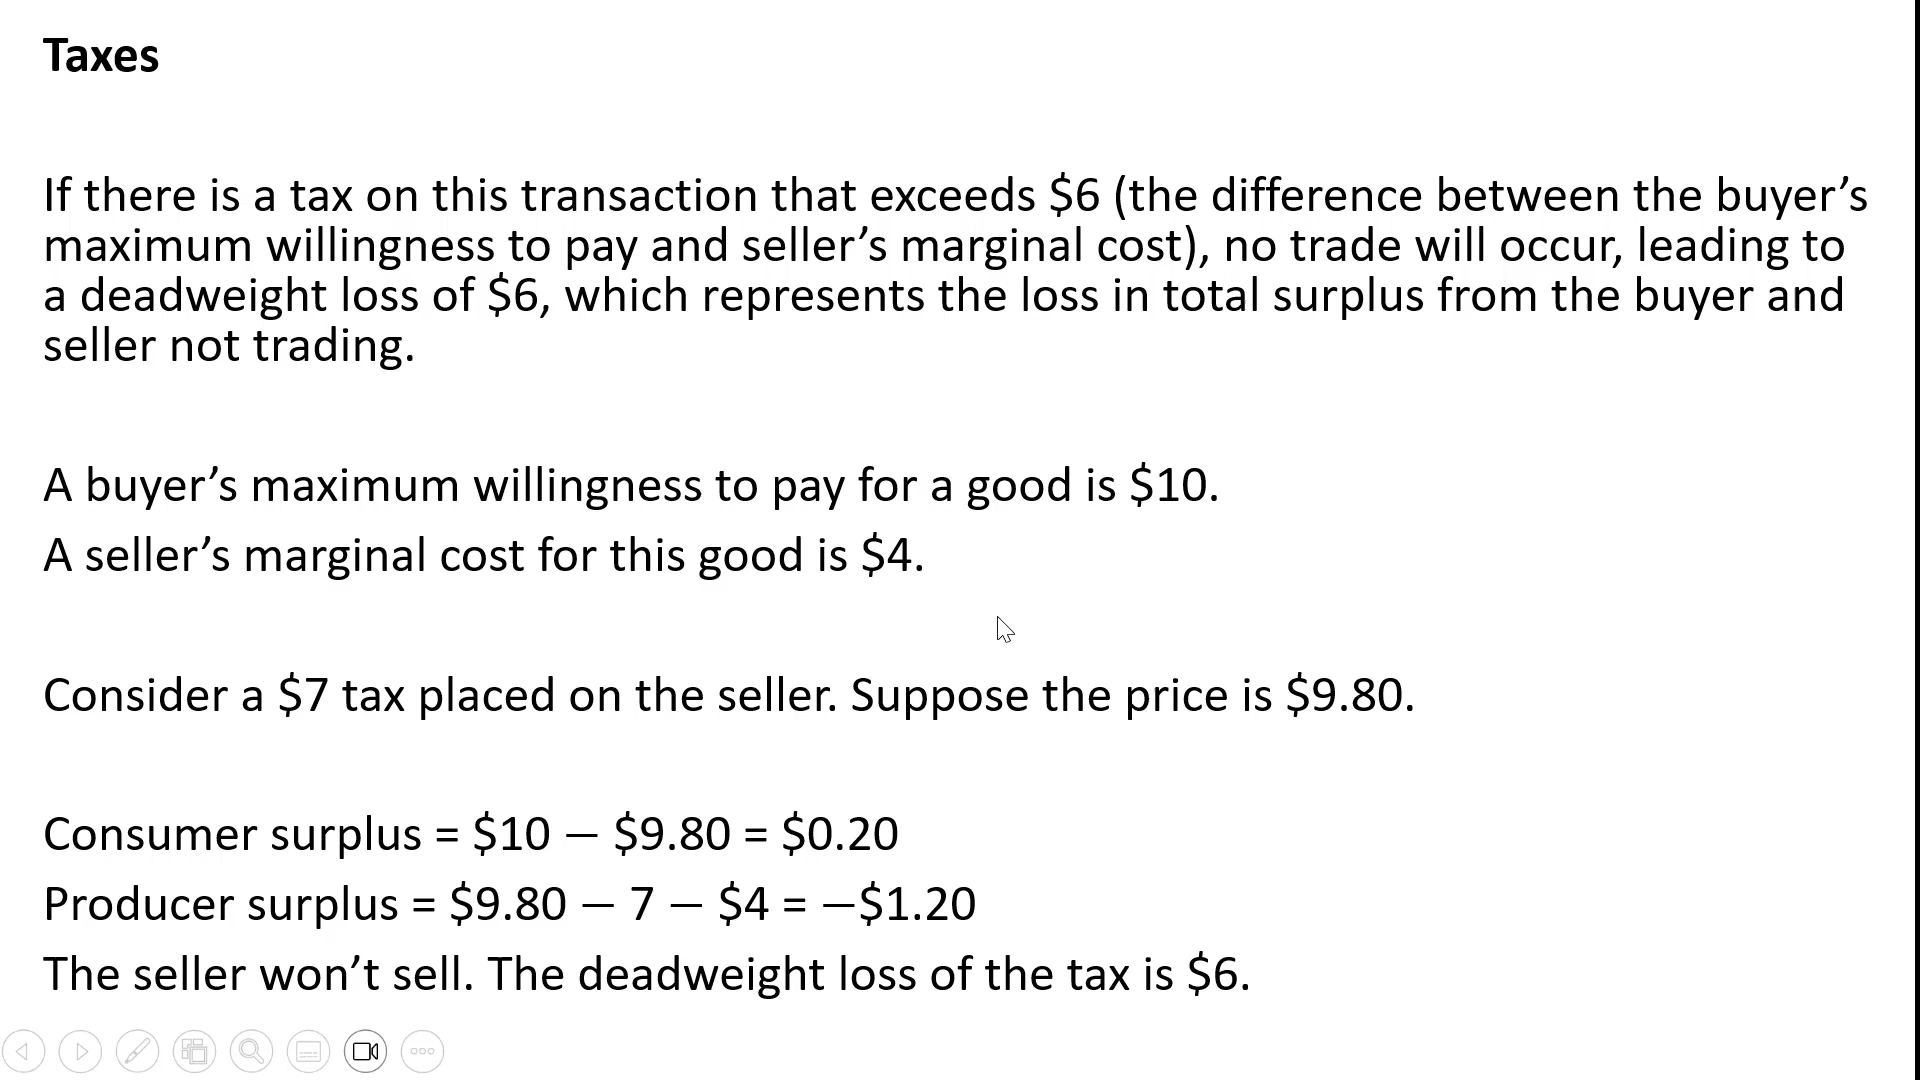 Taxes
If there is a tax on this transaction that exceeds $6 (the difference between the buyer’s
maximum willingness to pay and seller’s marginal cost), no trade will occur, leading to
a deadweight loss of $6, which represents the loss in total surplus from the buyer and
seller not trading.
A buyer’s maximum willingness to pay for a good is $10.
A seller’s marginal cost for this good is $4.
Consider a $7 tax placed on the seller. Suppose the price is $9.80.
Consumer surplus = $10 — $9.80 = $0.20
Producer surplus = $9.80 — 7 — $4 = —$1.20
The seller won’t sell. The deadweight loss of the tax is $6.